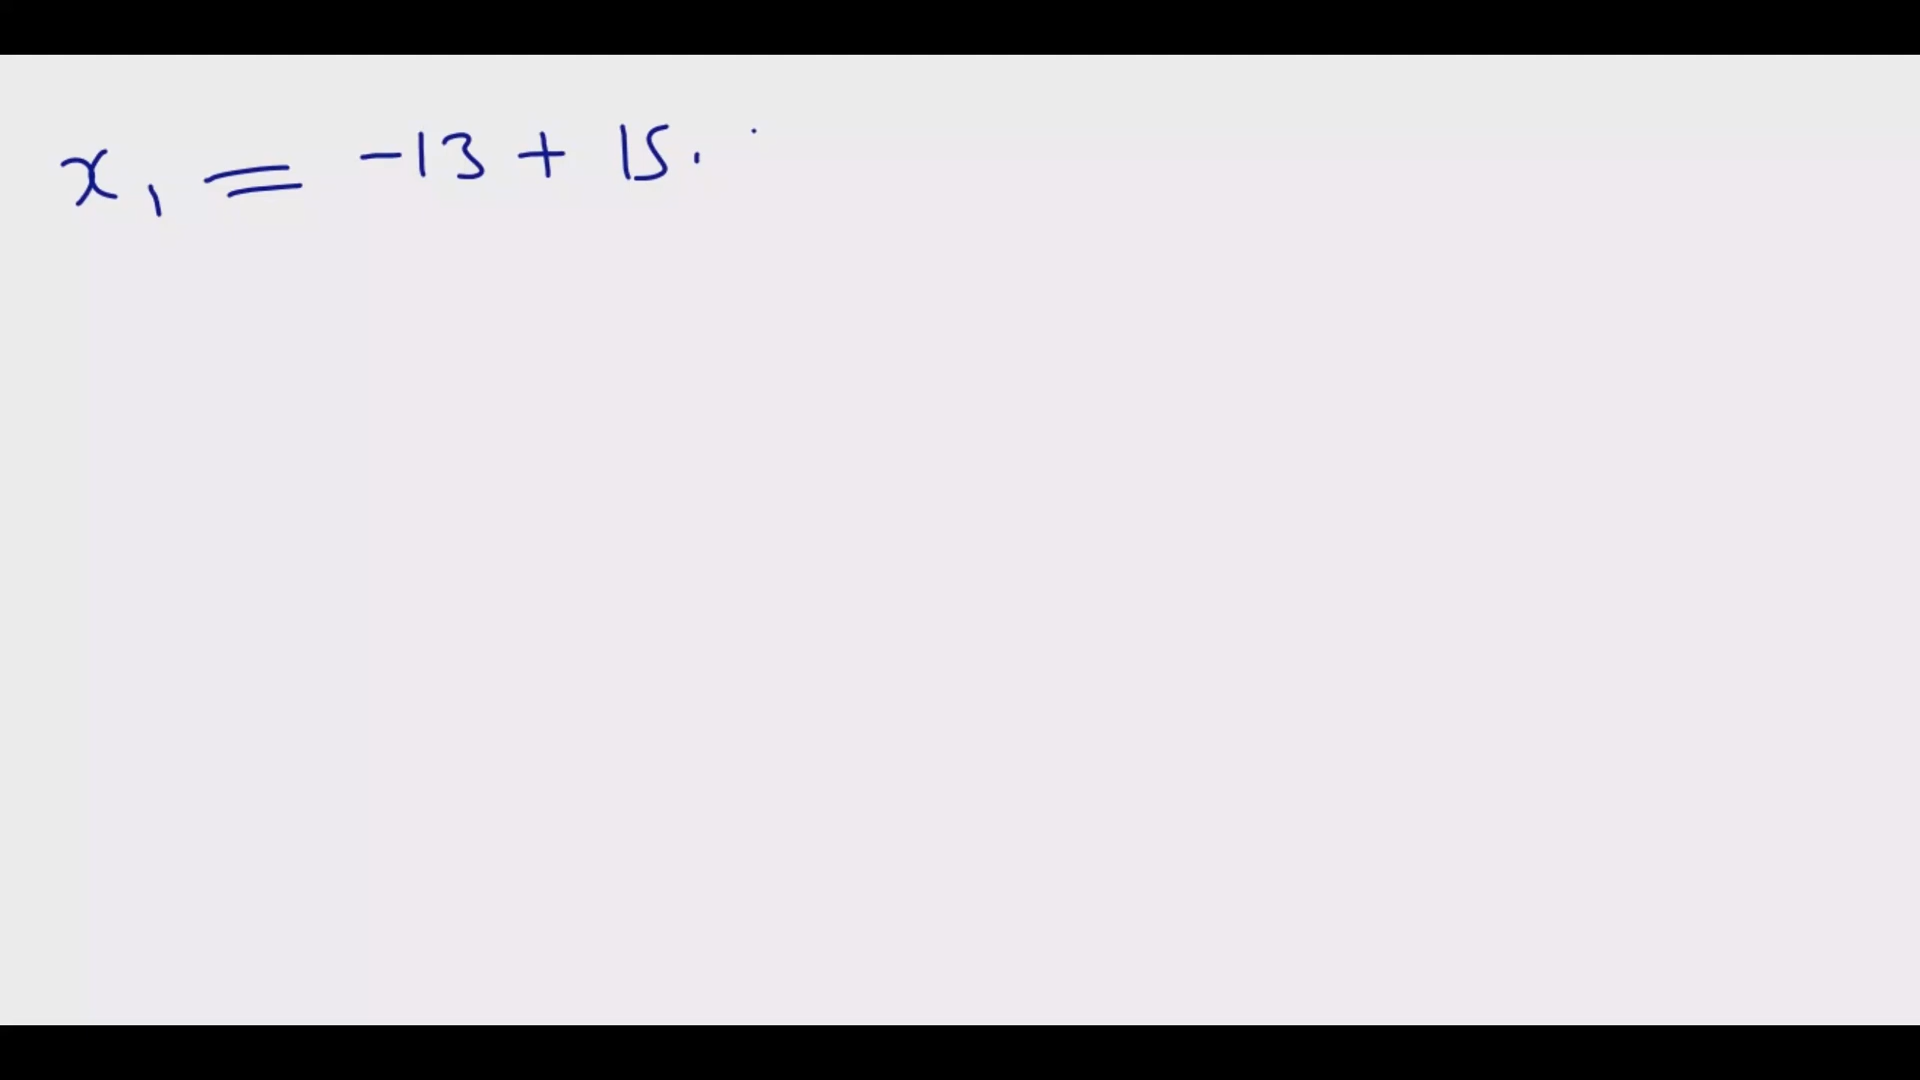 x₁ = -13 + 15.